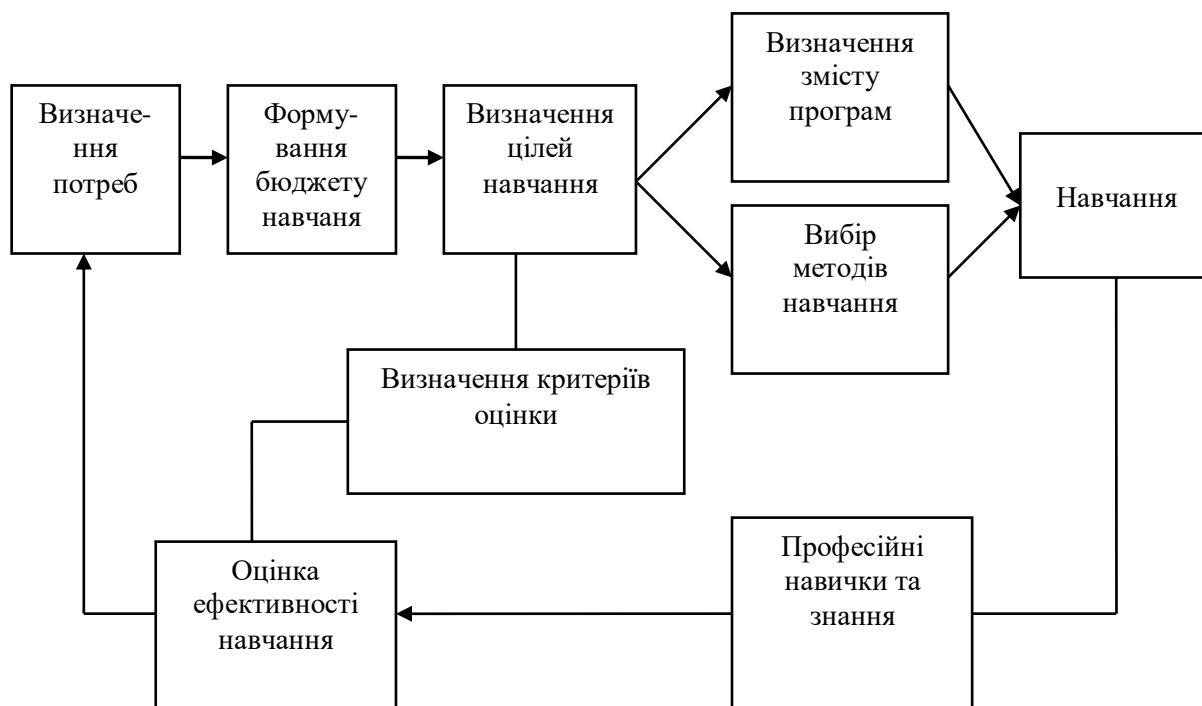 Визначе-
ння
потреб
Форму-
вання
бюджету
навчаня
Визначення
цілей
навчання
Визначення
змісту
програм
Вибір
методів
навчання
Навчання
Визначення критеріїв
оцінки
Оцінка
ефективності
навчання
Професійні
навички та
знання